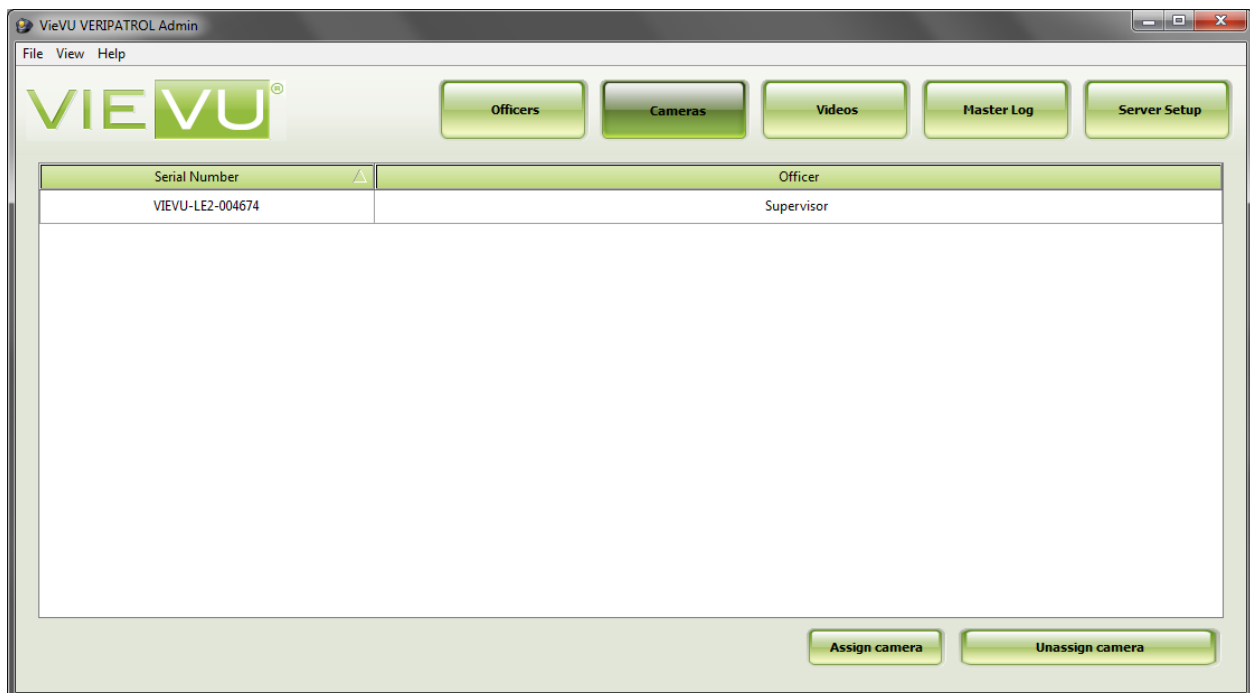 VieVU VERIPATROL Admin
File View Help
VIEVU®
Officers Cameras Videos Master Log Server Setup
Serial Number Officer
VIEVU-LE2-004674 Supervisor
Assign camera Unassign camera